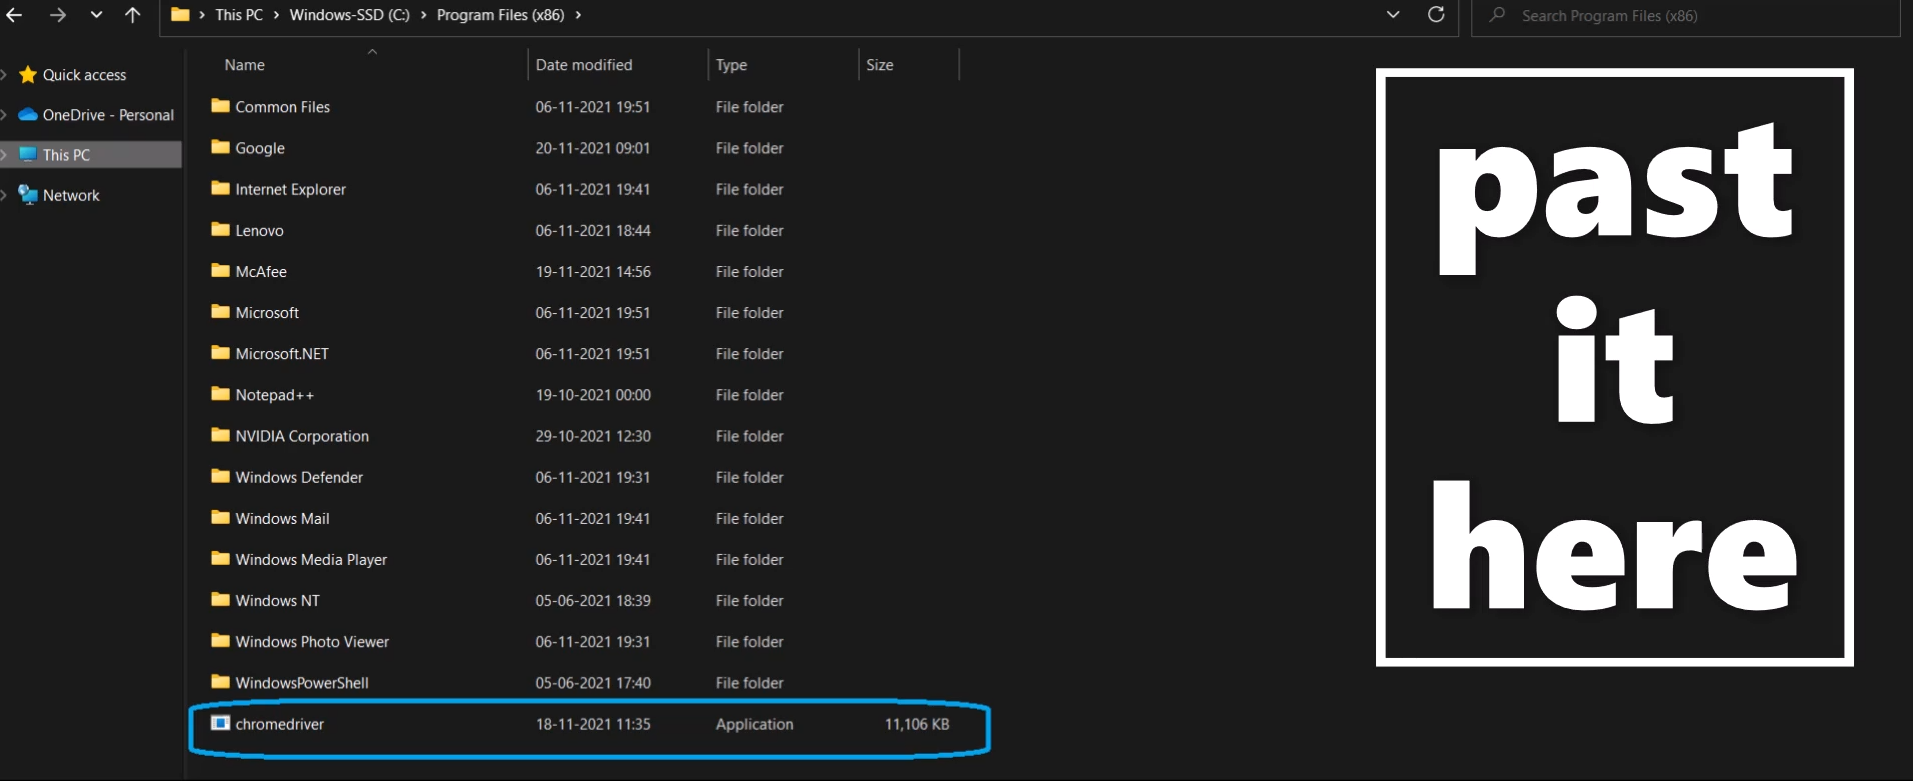 This PC > Windows-SSD (C:) > Program Files (x86) >
Search Program Files (x86)
Name Date modified Type Size
Quick access
OneDrive - Personal
This PC
Network
Common Files 06-11-2021 19:51 File folder
Google 20-11-2021 09:01 File folder
Internet Explorer 06-11-2021 19:41 File folder
Lenovo 06-11-2021 18:44 File folder
McAfee 19-11-2021 14:56 File folder
Microsoft 06-11-2021 19:51 File folder
Microsoft.NET 06-11-2021 19:51 File folder
Notepad++ 19-10-2021 00:00 File folder
NVIDIA Corporation 29-10-2021 12:30 File folder
Windows Defender 06-11-2021 19:31 File folder
Windows Mail 06-11-2021 19:41 File folder
Windows Media Player 06-11-2021 19:41 File folder
Windows NT 05-06-2021 18:39 File folder
Windows Photo Viewer 06-11-2021 19:31 File folder
WindowsPowerShell 05-06-2021 17:40 File folder
chromedriver 18-11-2021 11:35 Application 11,106 KB
past
it
here